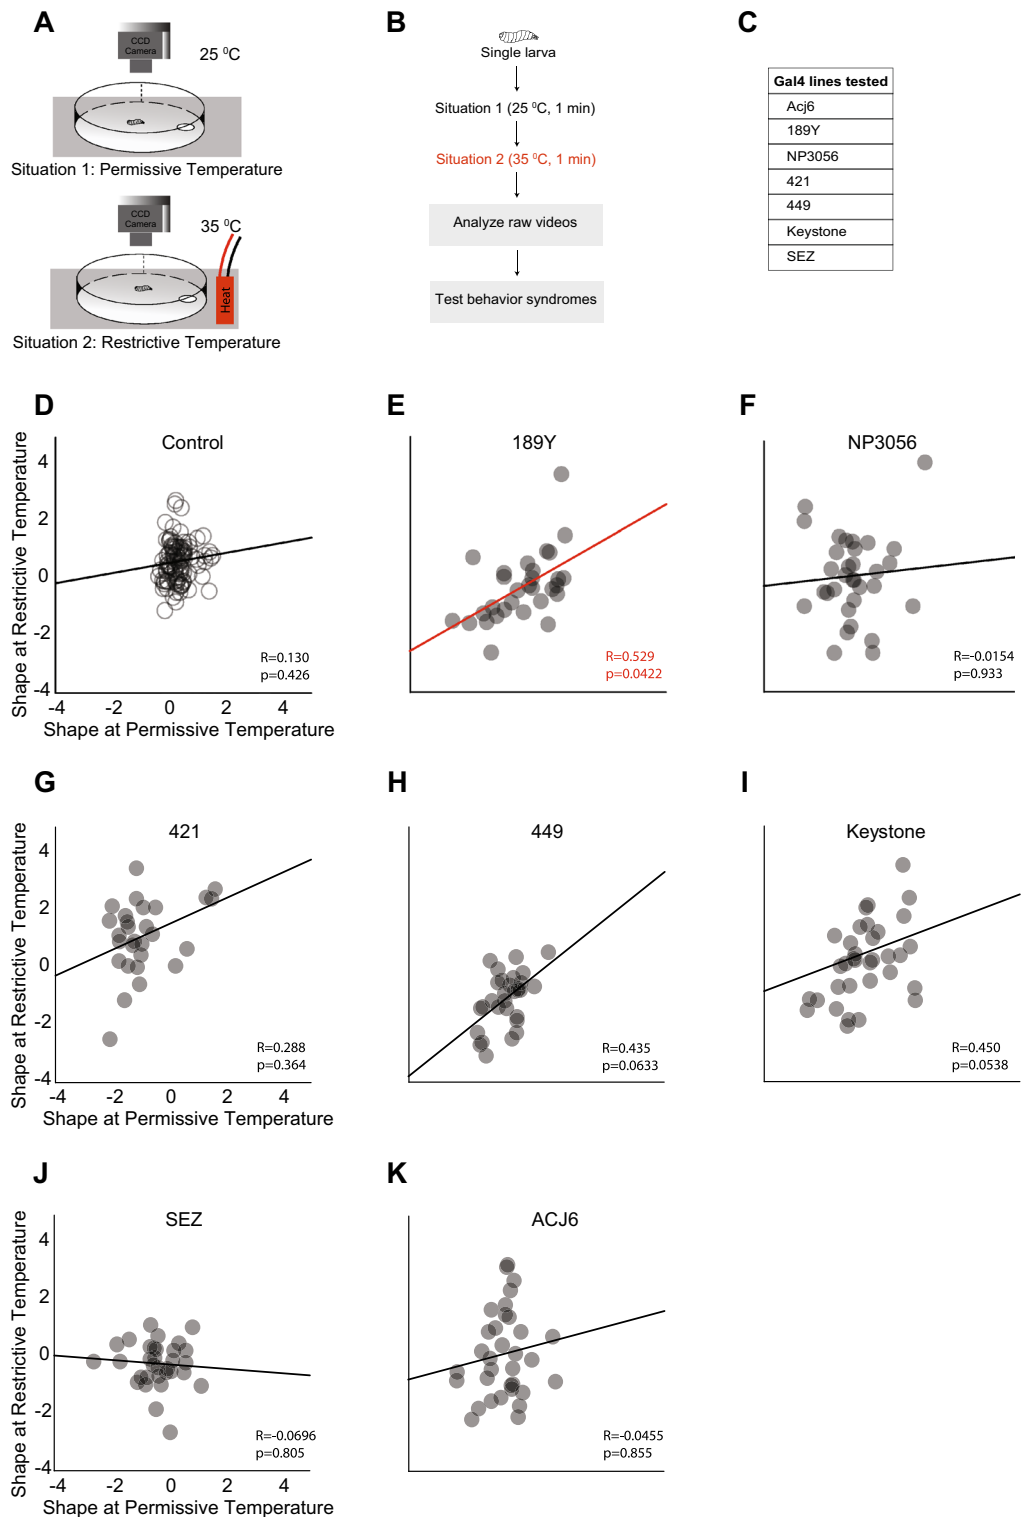 A
CCD
Camera
25 ⁰C
Situation 1: Permissive Temperature
CCD
Camera
35 ⁰C
Heat
Situation 2: Restrictive Temperature
B
Single larva
Situation 1 (25 ⁰C, 1 min)
Situation 2 (35 ⁰C, 1 min)
Analyze raw videos
Test behavior syndromes
C
Gal4 lines tested
Acj6
189Y
NP3056
421
449
Keystone
SEZ
D
Control
Shape at Restrictive Temperature
4
2
0
-2
-4
R=0.130
p=0.426
-4 -2 0 2 4
Shape at Permissive Temperature
E
189Y
R=0.529
p=0.0422
F
NP3056
R=-0.0154
p=0.933
G
421
Shape at Restrictive Temperature
4
2
0
-2
-4
R=0.288
p=0.364
-4 -2 0 2 4
Shape at Permissive Temperature
H
449
R=0.435
p=0.0633
I
Keystone
R=0.450
p=0.0538
J
SEZ
Shape at Restrictive Temperature
4
2
0
-2
-4
R=-0.0696
p=0.805
-4 -2 0 2 4
Shape at Permissive Temperature
K
ACJ6
R=-0.0455
p=0.855